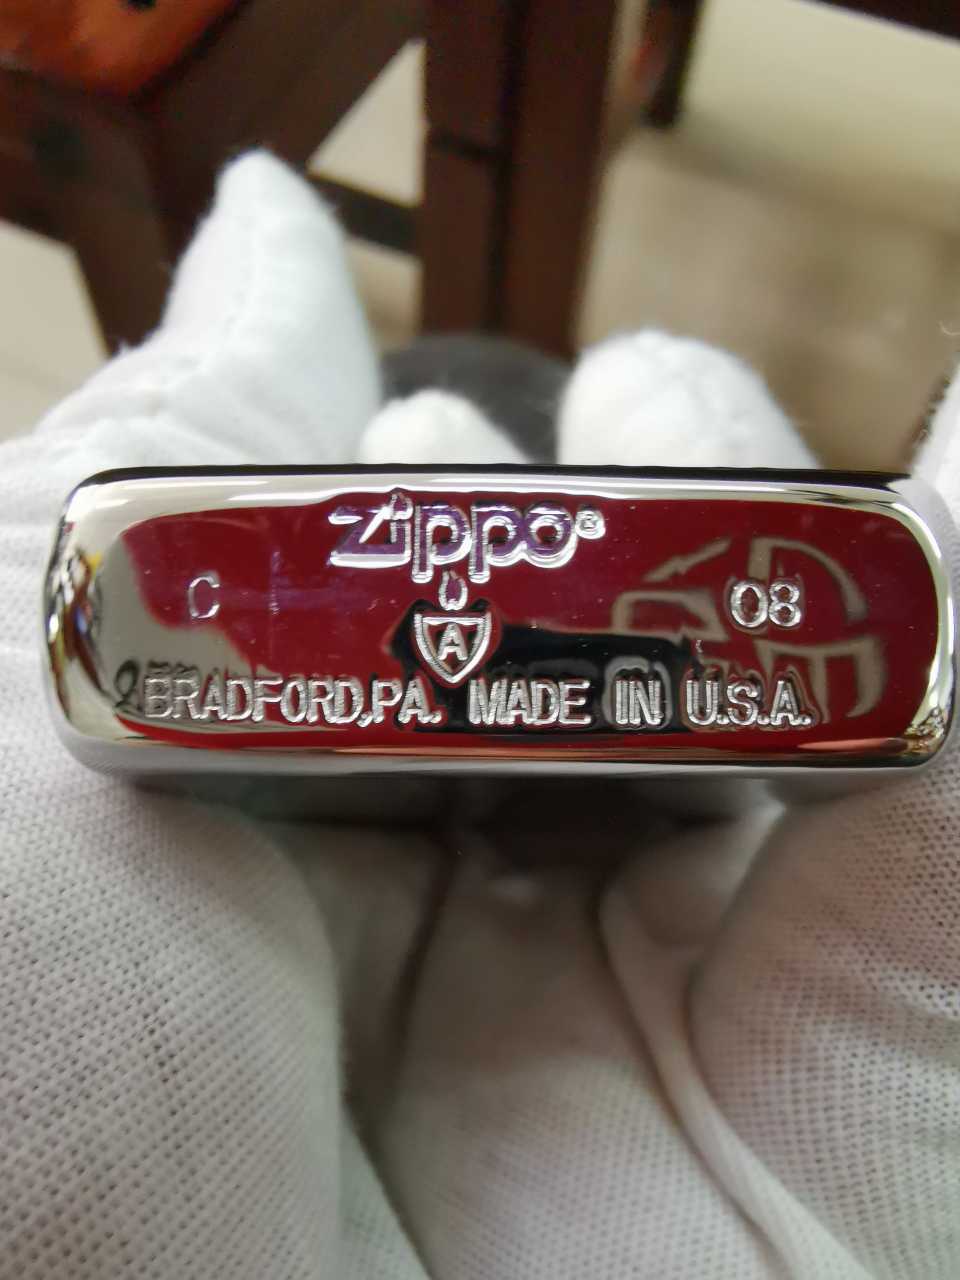 Zippo®
C 08
A
BRADFORD,PA. MADE IN U.S.A.